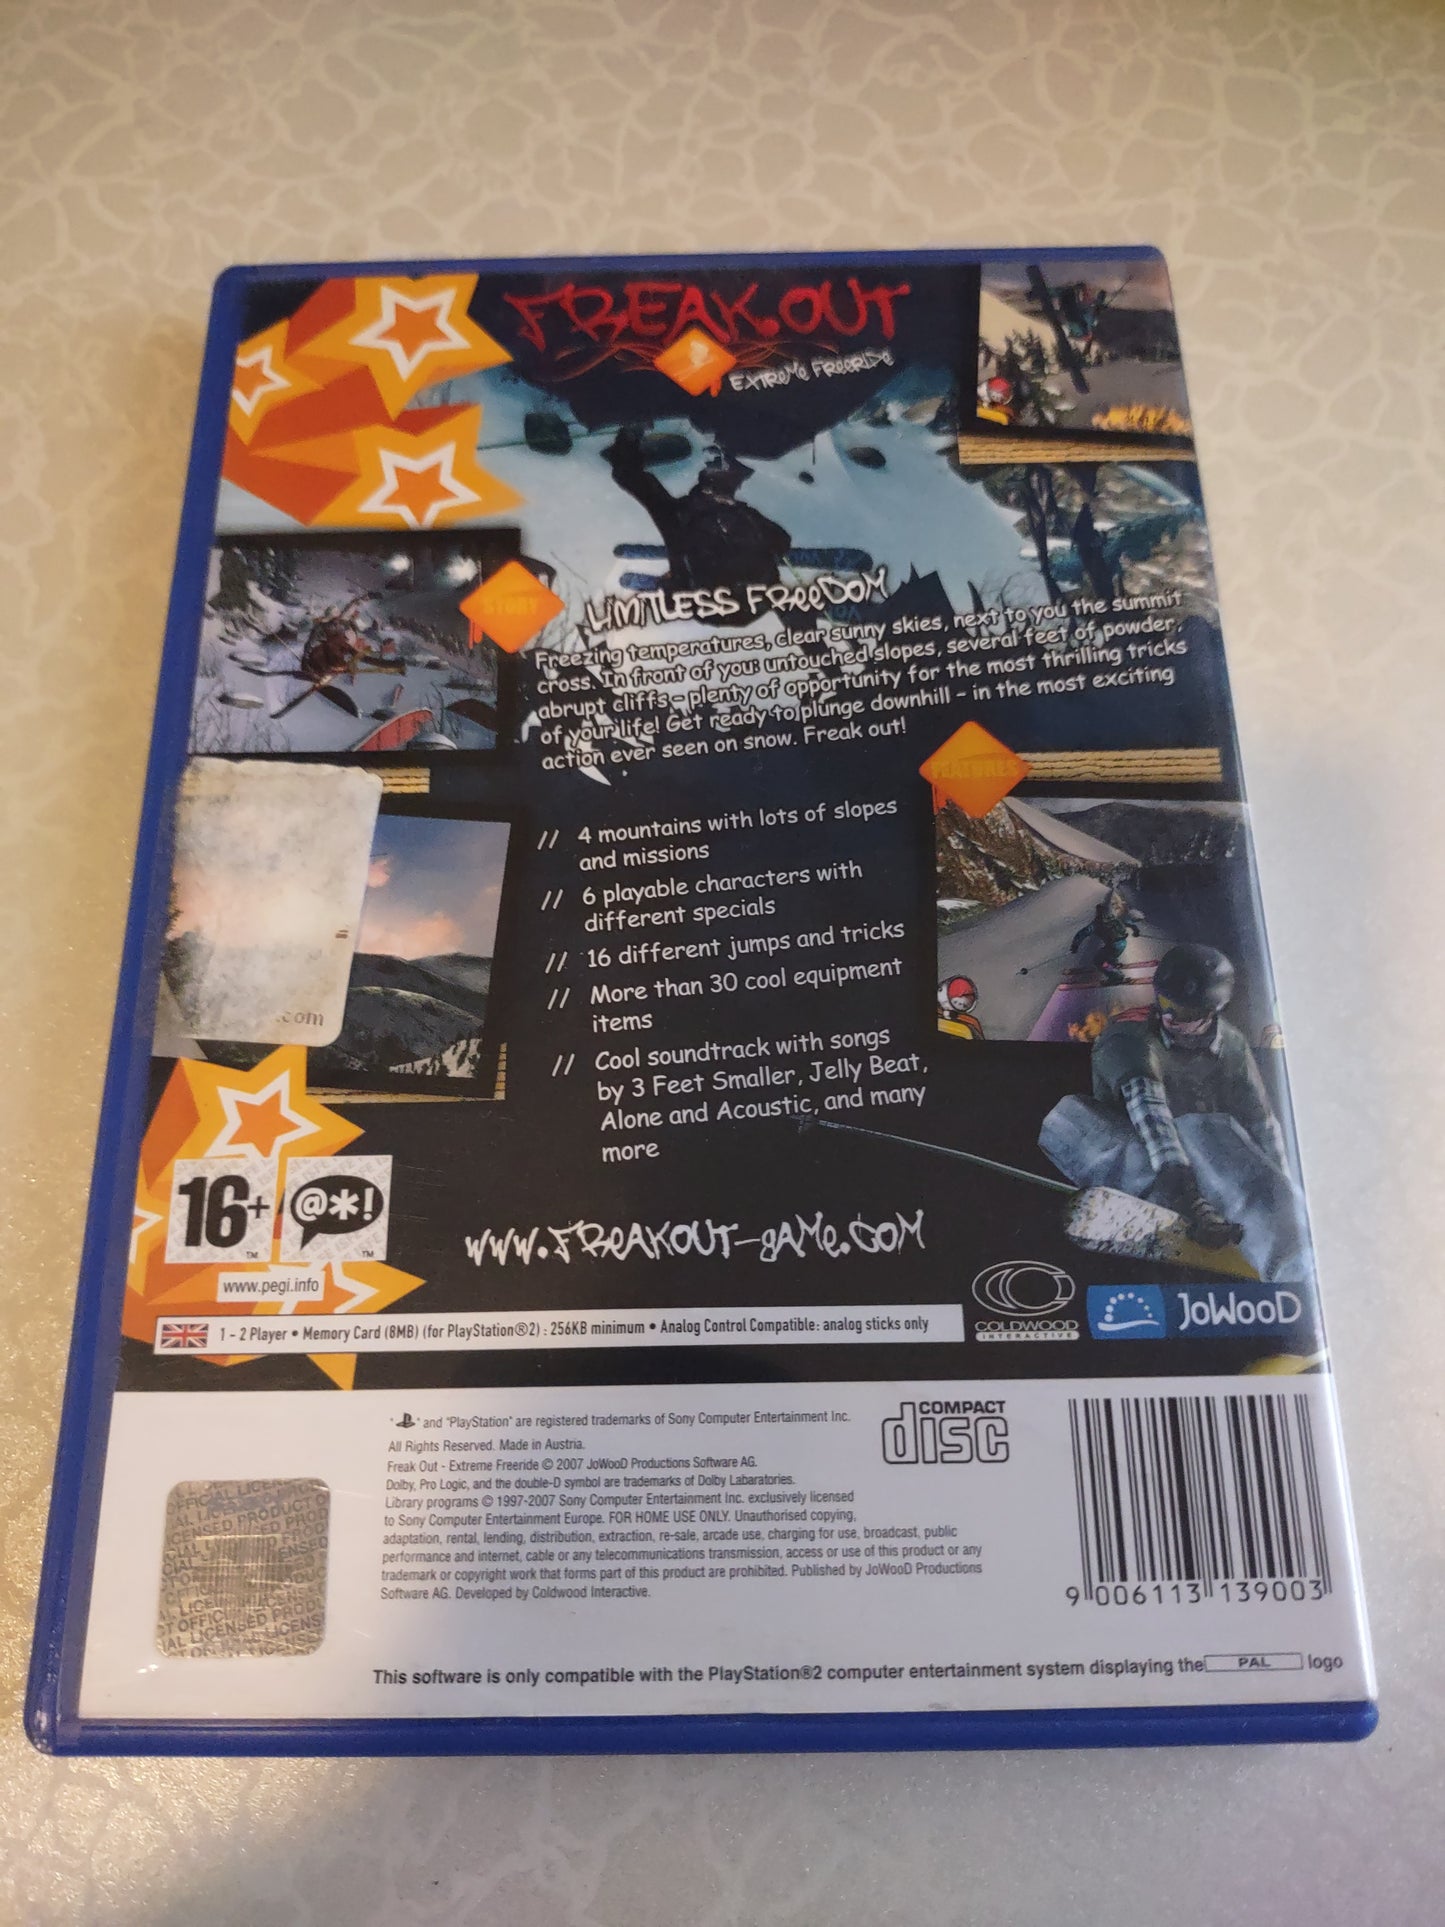 FREAK OUT
EXTREME FREERIDE
STORY
LIMITLESS FREEDOM
Freezing temperatures, clear sunny skies, next to you the summit
cross. In front of you: untouched slopes, several feet of powder,
abrupt cliffs - plenty of opportunity for the most thrilling tricks
of your life! Get ready to plunge downhill - in the most exciting
action ever seen on snow. Freak out!
FEATURES
// 4 mountains with lots of slopes
and missions
// 6 playable characters with
different specials
// 16 different jumps and tricks
// More than 30 cool equipment
items
// Cool soundtrack with songs
by 3 Feet Smaller, Jelly Beat,
Alone and Acoustic, and many
more
.com
16+ ™
@*! ™
www.pegi.info
www.FREAKOUT-GAME.COM
COLDWOOD
INTERACTIVE
JoWooD
1 - 2 Player • Memory Card (8MB) (for PlayStation®2) : 256KB minimum • Analog Control Compatible: analog sticks only
" " and "PlayStation" are registered trademarks of Sony Computer Entertainment Inc.
All Rights Reserved. Made in Austria.
Freak Out - Extreme Freeride © 2007 JoWooD Productions Software AG.
Dolby, Pro Logic, and the double-D symbol are trademarks of Dolby Labaratories.
Library programs © 1997-2007 Sony Computer Entertainment Inc. exclusively licensed
to Sony Computer Entertainment Europe. FOR HOME USE ONLY. Unauthorised copying,
adaptation, rental, lending, distribution, extraction, re-sale, arcade use, charging for use, broadcast, public
performance and internet, cable or any telecommunications transmission, access or use of this product or any
trademark or copyright work that forms part of this product are prohibited. Published by JoWooD Productions
Software AG. Developed by Coldwood Interactive.
COMPACT
disc
9 006113 139003
This software is only compatible with the PlayStation®2 computer entertainment system displaying the PAL logo